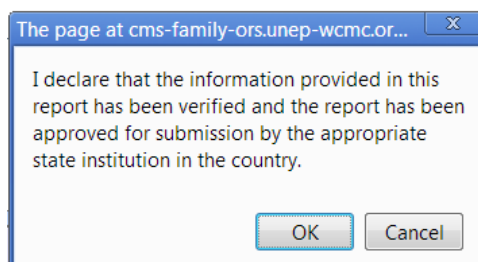 The page at cms-family-ors.unep-wcmc.or...
x
I declare that the information provided in this
report has been verified and the report has been
approved for submission by the appropriate
state institution in the country.
OK Cancel